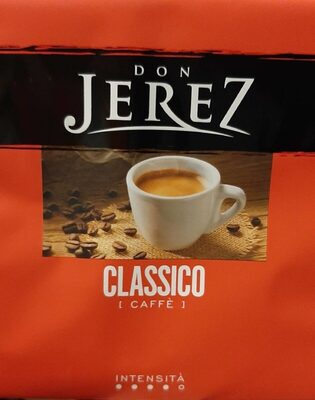 DON
JEREZ
CLASSICO
[ CAFFÈ ]
INTENSITÀ